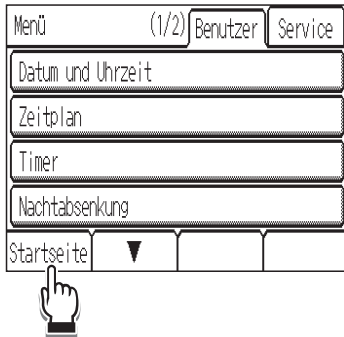 Menü (1/2) Benutzer Service
Datum und Uhrzeit
Zeitplan
Timer
Nachtabsenkung
Startseite ▼